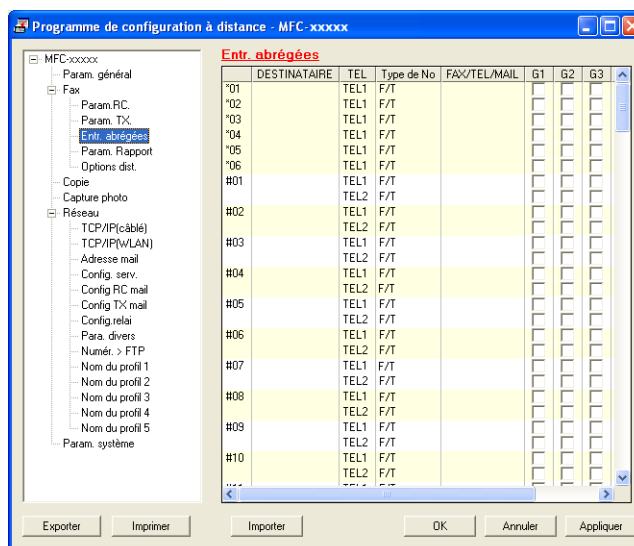 Programme de configuration à distance - MFC-xxxxx
MFC-xxxxx
Param. général
Fax
Param.RC.
Param. TX.
Entr. abrégées
Param. Rapport
Options dist.
Copie
Capture photo
Réseau
TCP/IP(câblé)
TCP/IP(WLAN)
Adresse mail
Config. serv.
Config RC mail
Config TX mail
Config.relai
Para. divers
Numér. > FTP
Nom du profil 1
Nom du profil 2
Nom du profil 3
Nom du profil 4
Nom du profil 5
Param. système
Entr. abrégées
DESTINATAIRE TEL Type de No FAX/TEL/MAIL G1 G2 G3
*01 TEL1 F/T
*02 TEL1 F/T
*03 TEL1 F/T
*04 TEL1 F/T
*05 TEL1 F/T
*06 TEL1 F/T
#01 TEL1 F/T
TEL2 F/T
#02 TEL1 F/T
TEL2 F/T
#03 TEL1 F/T
TEL2 F/T
#04 TEL1 F/T
TEL2 F/T
#05 TEL1 F/T
TEL2 F/T
#06 TEL1 F/T
TEL2 F/T
#07 TEL1 F/T
TEL2 F/T
#08 TEL1 F/T
TEL2 F/T
#09 TEL1 F/T
TEL2 F/T
#10 TEL1 F/T
TEL2 F/T
#11 TEL1 F/T
Exporter Imprimer Importer OK Annuler Appliquer